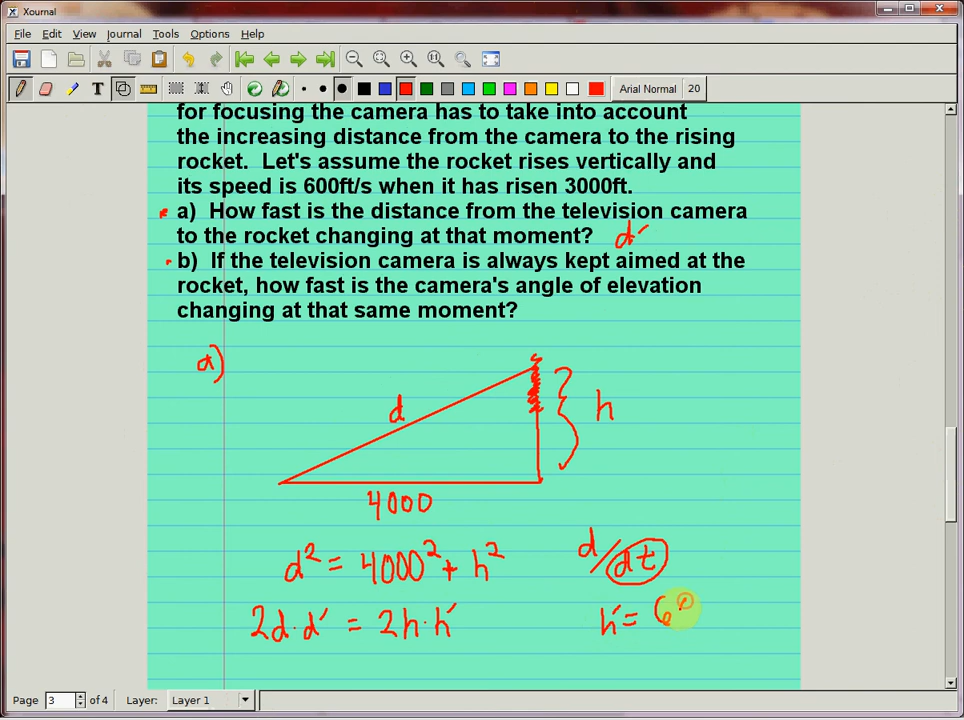 Xournal
File Edit View Journal Tools Options Help
T Arial Normal 20
for focusing the camera has to take into account
the increasing distance from the camera to the rising
rocket. Let's assume the rocket rises vertically and
its speed is 600ft/s when it has risen 3000ft.
a) How fast is the distance from the television camera
to the rocket changing at that moment? d′
b) If the television camera is always kept aimed at the
rocket, how fast is the camera's angle of elevation
changing at that same moment?
a)
d
h
4000
d² = 4000² + h² d/dt
2d·d′ = 2h·h′ h′= 60
Page 3 of 4 Layer: Layer 1